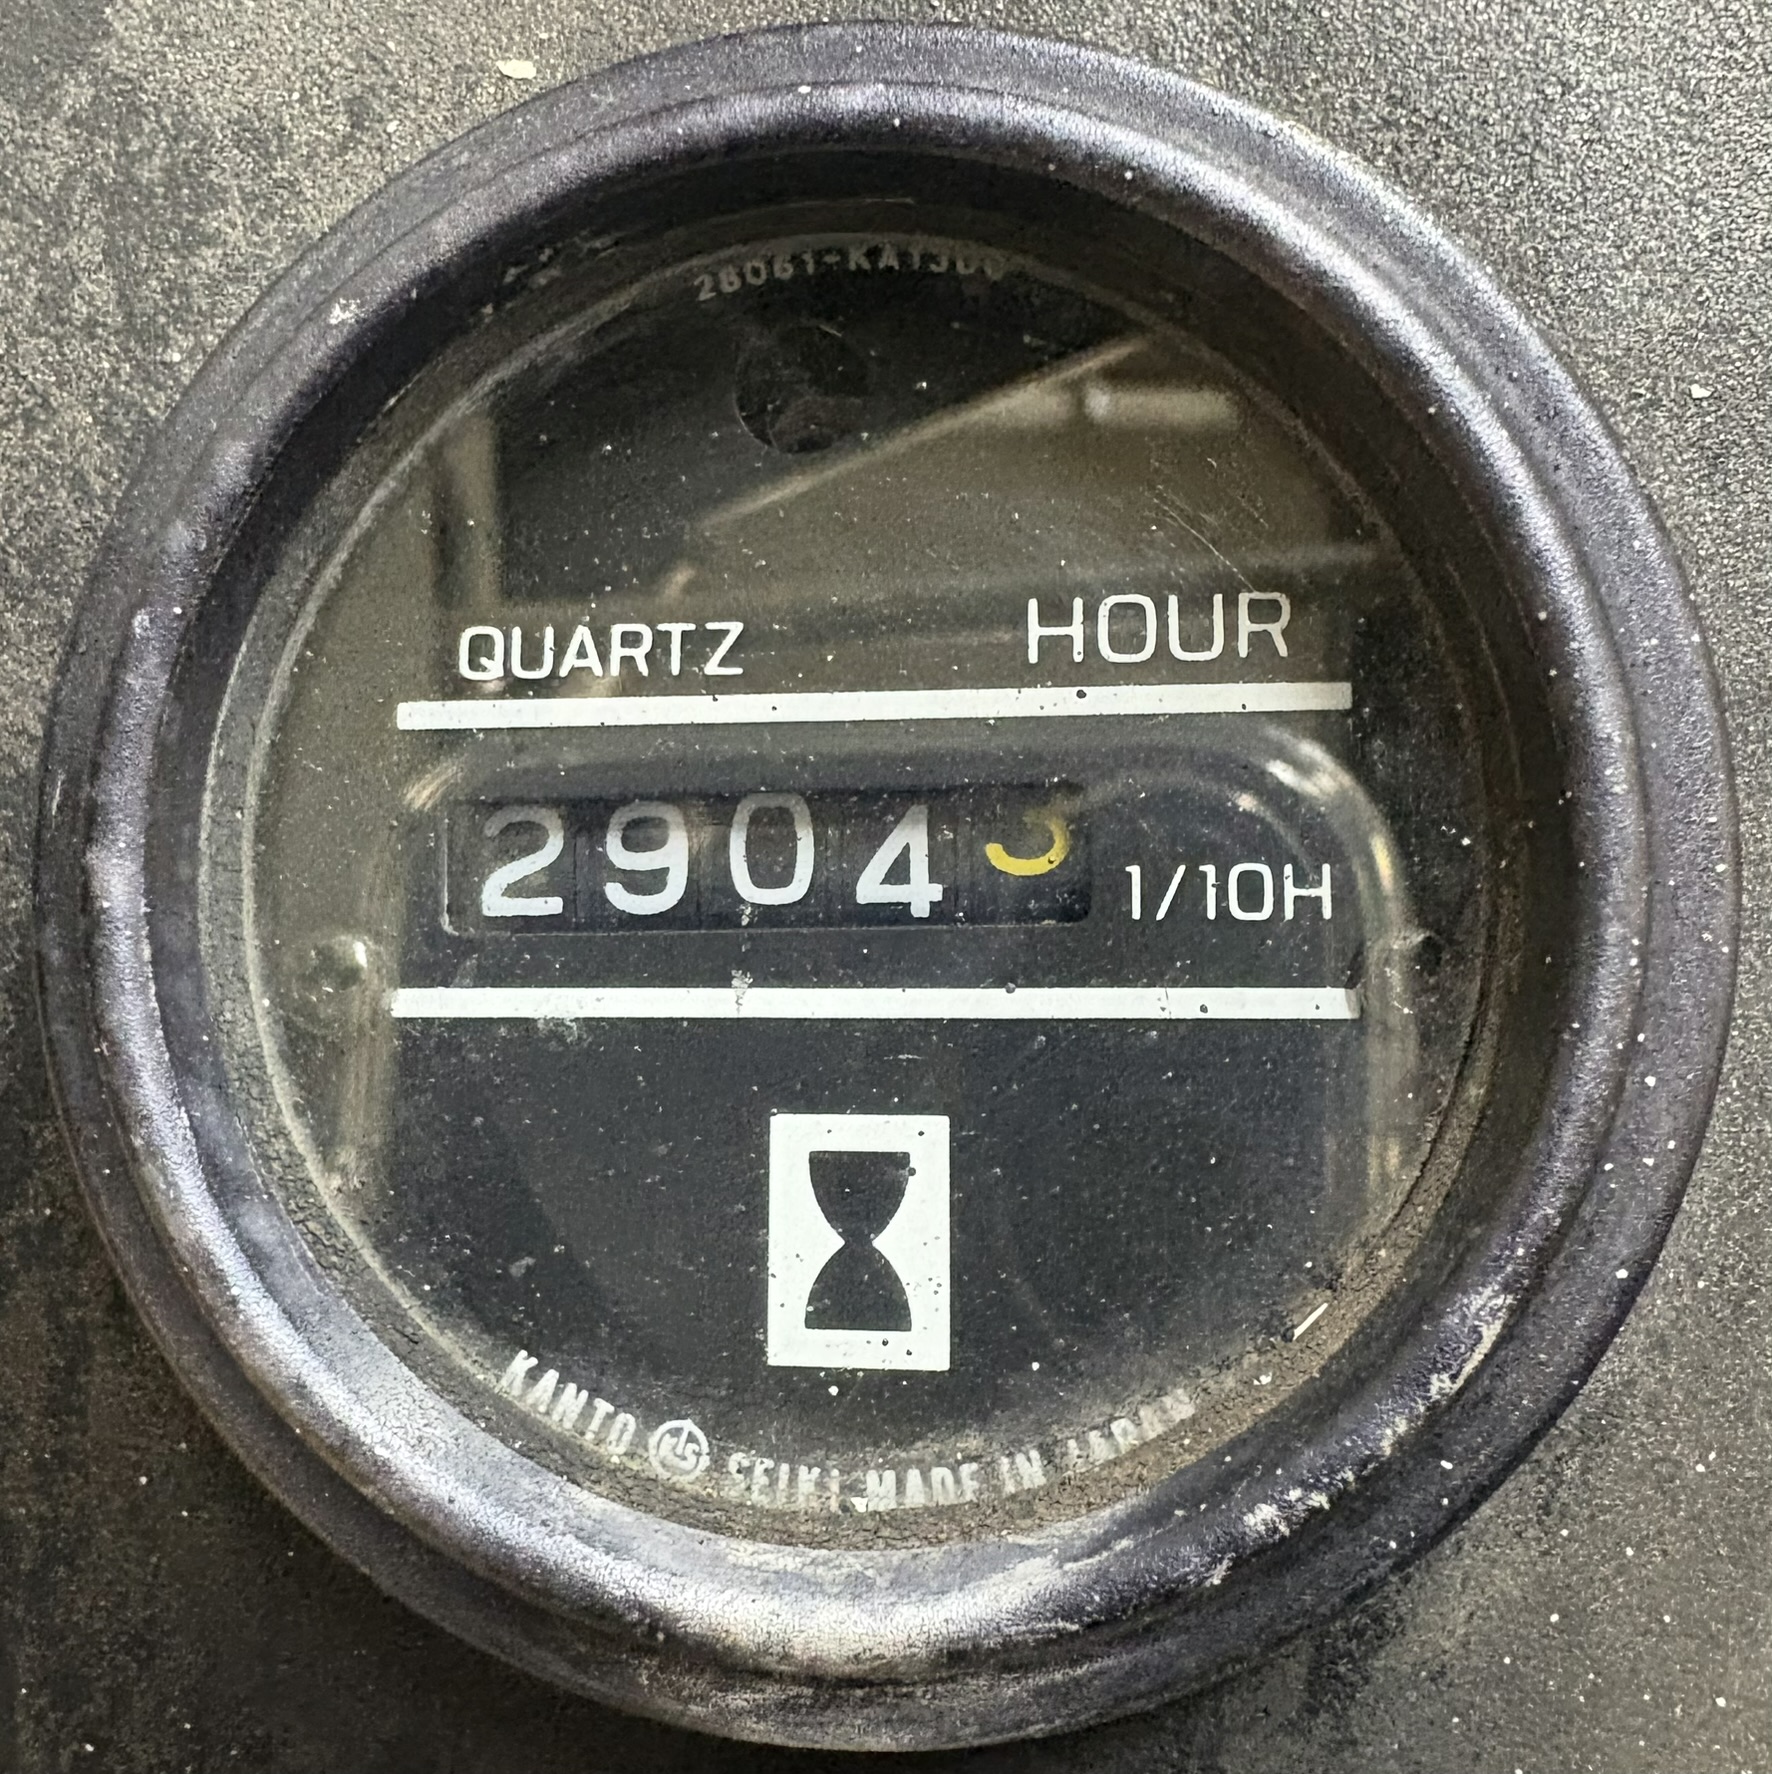 QUARTZ HOUR
2904 1/10H
KANTO SEIKI MADE IN JAPAN